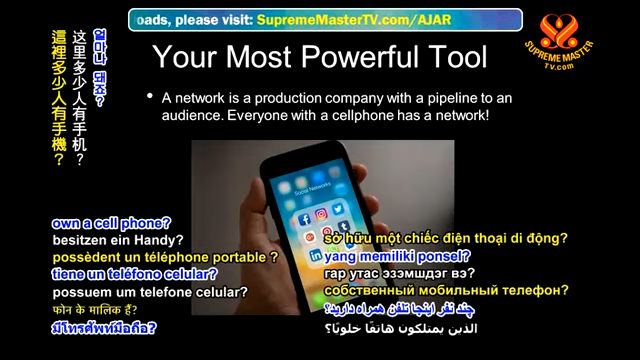 oads, please visit: SupremeMasterTV.com/AJAR
SUPREME MASTER
TV.com
Your Most Powerful Tool
• A network is a production company with a pipeline to an
audience. Everyone with a cellphone has a network!
얼마나 돼죠?
这里多少人有手机？
這裡多少人有手機？
Social Networks
own a cell phone?
besitzen ein Handy?
possèdent un téléphone portable ?
tiene un teléfono celular?
possuem um telefone celular?
फोन के मालिक हैं?
มีโทรศัพท์มือถือ?
sở hữu một chiếc điện thoại di động?
yang memiliki ponsel?
гар утас эзэмшдэг вэ?
собственный мобильный телефон?
چند نفر اینجا تلفن همراه دارید؟
الذين يمتلكون هاتفًا خلويًا؟